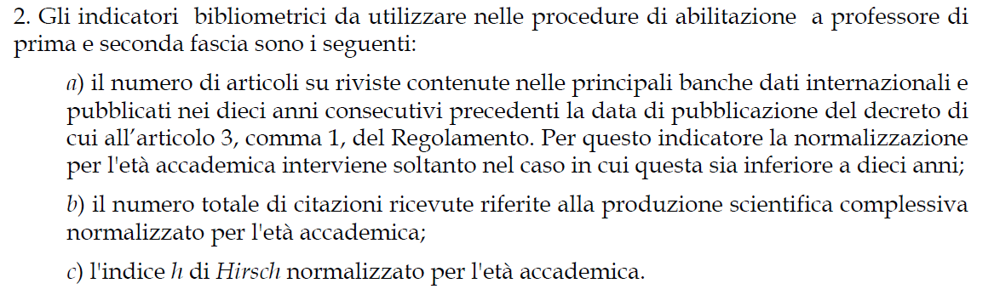 2. Gli indicatori bibliometrici da utilizzare nelle procedure di abilitazione a professore di
prima e seconda fascia sono i seguenti:
a) il numero di articoli su riviste contenute nelle principali banche dati internazionali e
pubblicati nei dieci anni consecutivi precedenti la data di pubblicazione del decreto di
cui all’articolo 3, comma 1, del Regolamento. Per questo indicatore la normalizzazione
per l'età accademica interviene soltanto nel caso in cui questa sia inferiore a dieci anni;
b) il numero totale di citazioni ricevute riferite alla produzione scientifica complessiva
normalizzato per l'età accademica;
c) l'indice h di Hirsch normalizzato per l'età accademica.